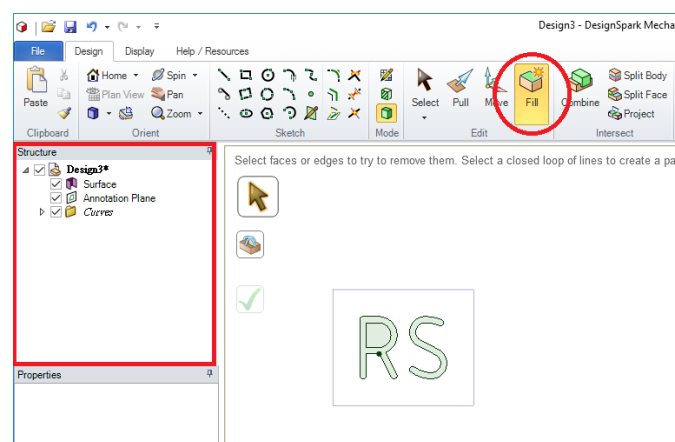 Design3 - DesignSpark Mecha
File Design Display Help / Resources
Paste Home Spin Select Pull Move Fill Combine Split Body
Plan View Pan Split Face
Zoom Project
Clipboard Orient Sketch Mode Edit Intersect
Structure
Design3*
Surface
Annotation Plane
Curves
Properties
Select faces or edges to try to remove them. Select a closed loop of lines to create a pa
RS